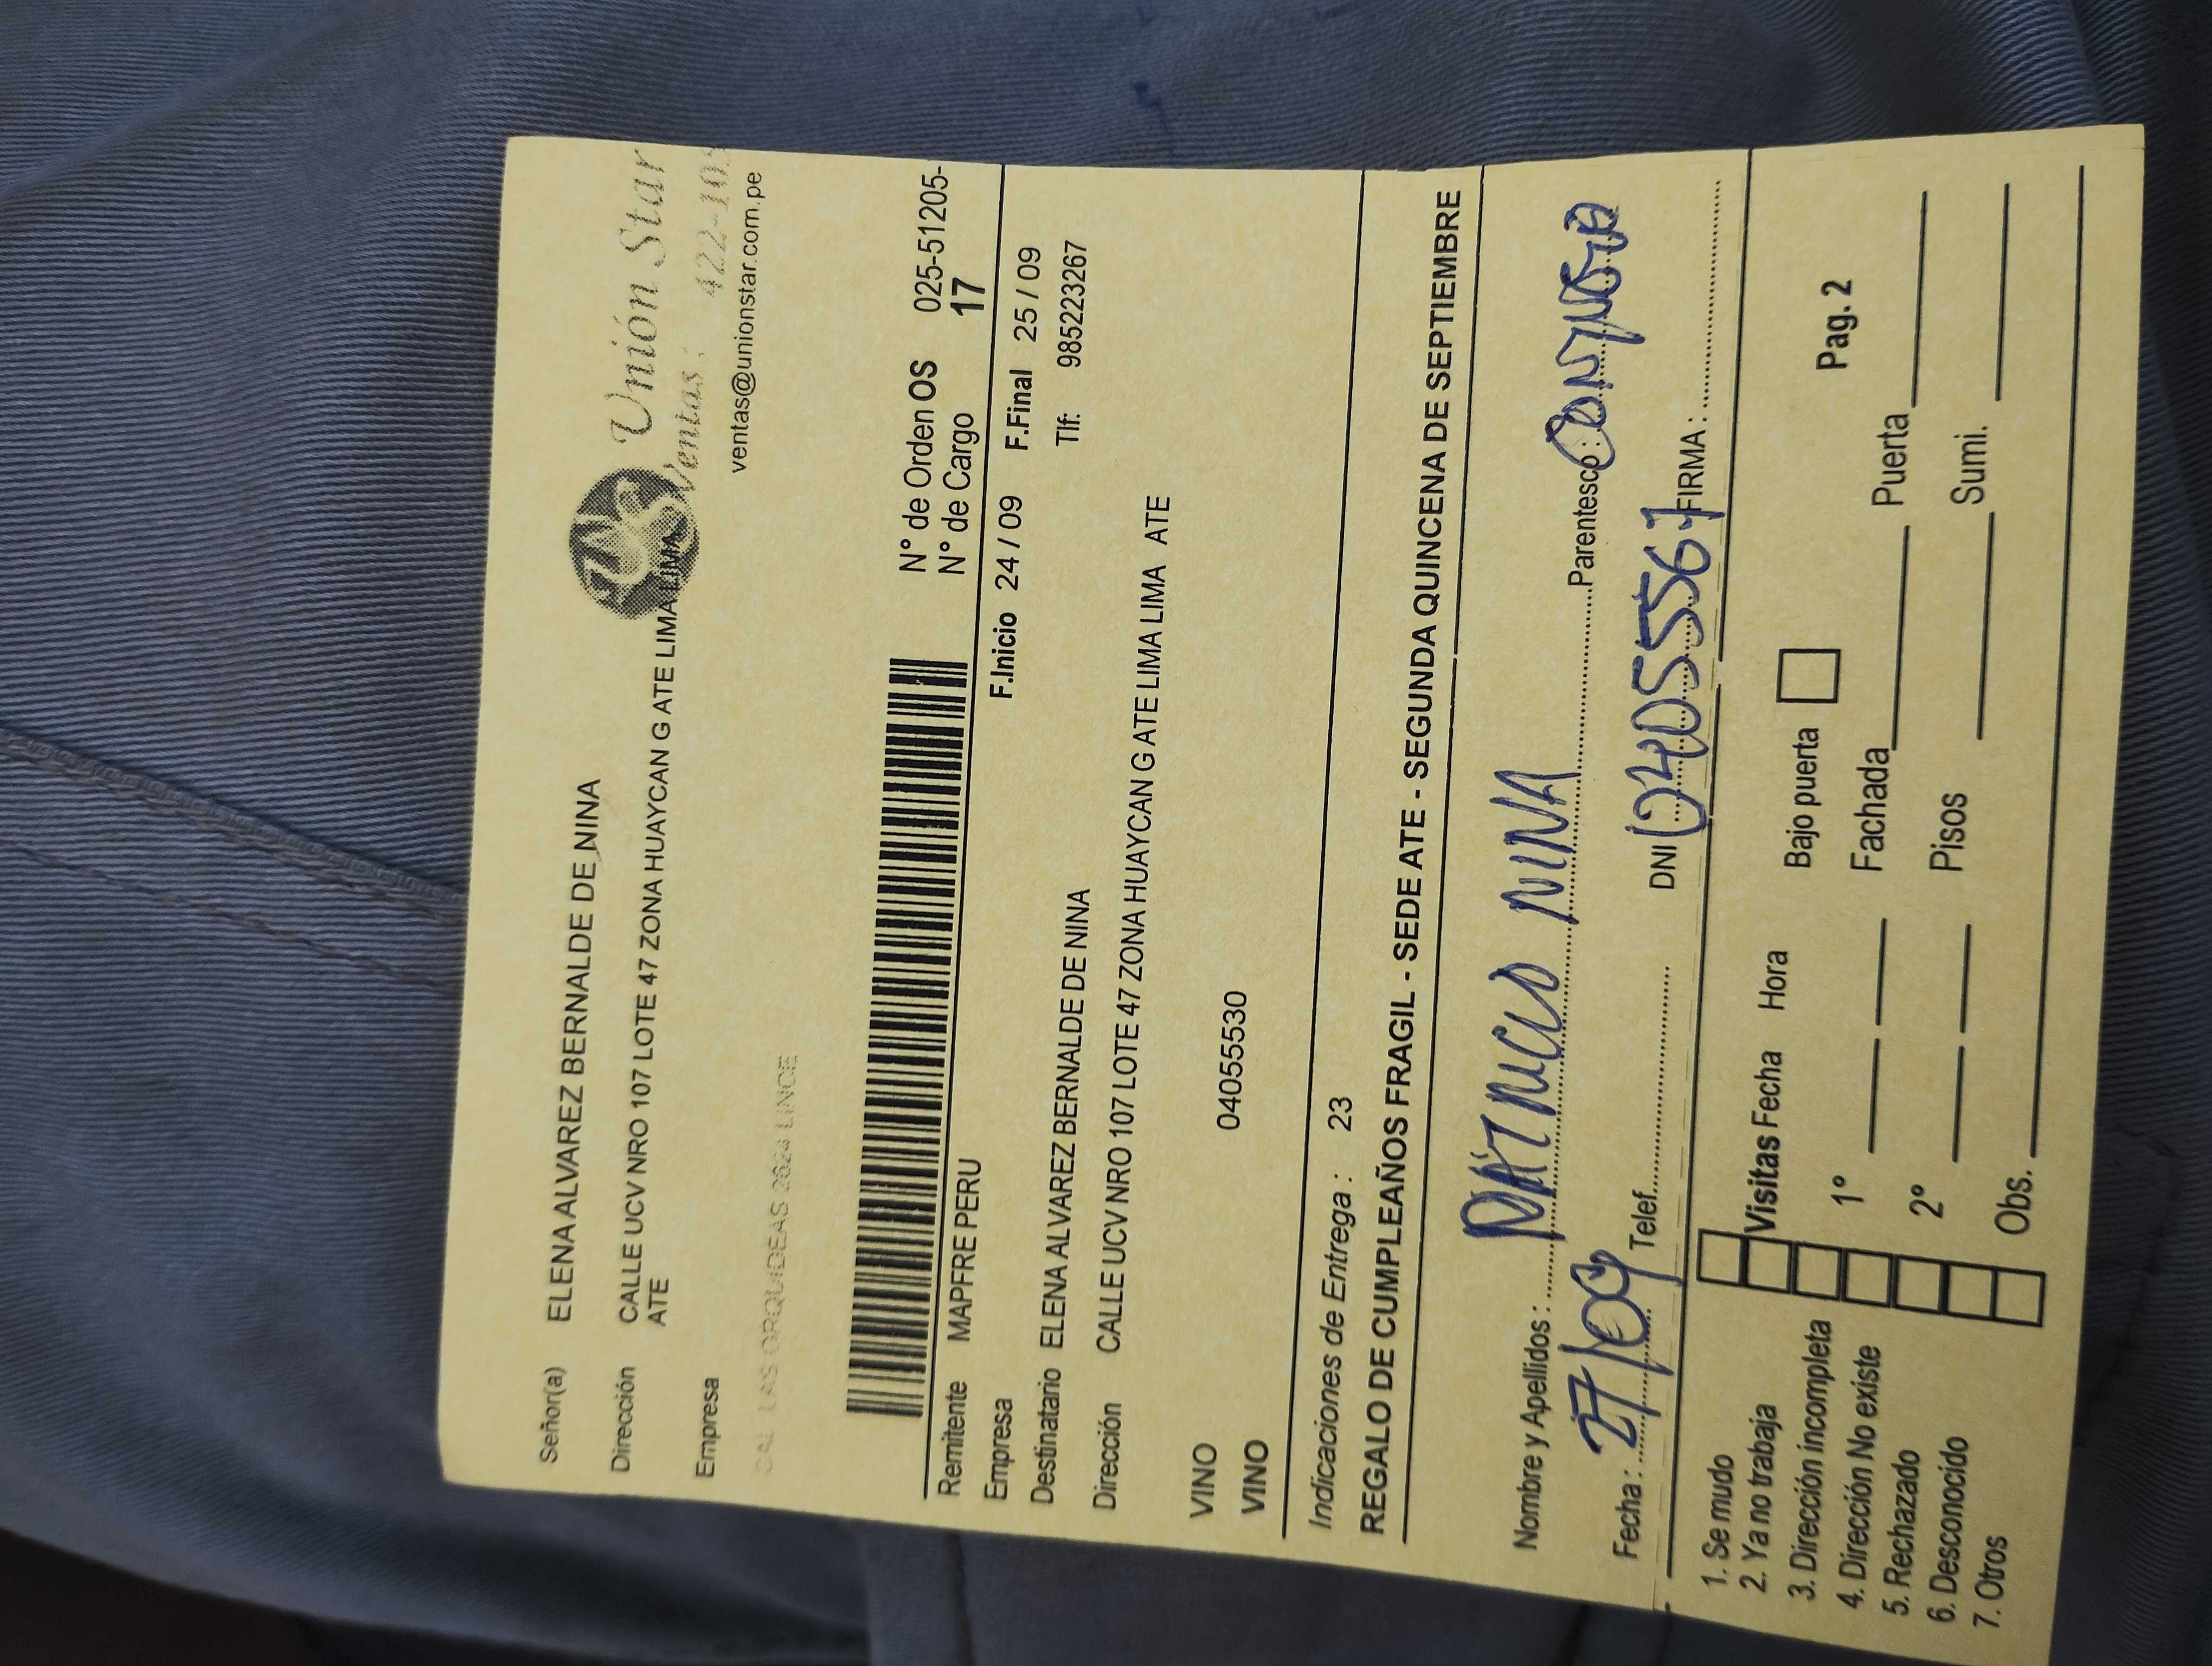 Señor(a) ELENA ALVAREZ BERNALDE DE NINA
Unión Star
Dirección CALLE UCV NRO 107 LOTE 47 ZONA HUAYCAN G ATE LIMA LIMA
ATE
Ventas: 422-10
Empresa
ventas@unionstar.com.pe
CAL LAS ORQUIDEAS 2624 LINCE
N° de Orden OS 025-51205-
N° de Cargo 17
Remitente MAPFRE PERU
F.Inicio 24 / 09 F.Final 25 / 09
Empresa
Destinatario ELENA ALVAREZ BERNALDE DE NINA Tlf: 985223267
Dirección CALLE UCV NRO 107 LOTE 47 ZONA HUAYCAN G ATE LIMA LIMA ATE
VINO
VINO 04055530
Indicaciones de Entrega : 23
REGALO DE CUMPLEAÑOS FRAGIL - SEDE ATE - SEGUNDA QUINCENA DE SEPTIEMBRE
Nombre y Apellidos : NINA Parentesco :
Fecha : 27/09 Telef. DNI FIRMA :
1. Se mudo
2. Ya no trabaja
3. Dirección incompleta
4. Dirección No existe
5. Rechazado
6. Desconocido
7. Otros
Visitas Fecha Hora Bajo puerta Pag. 2
1° Fachada Puerta
2° Pisos Sumi.
Obs.